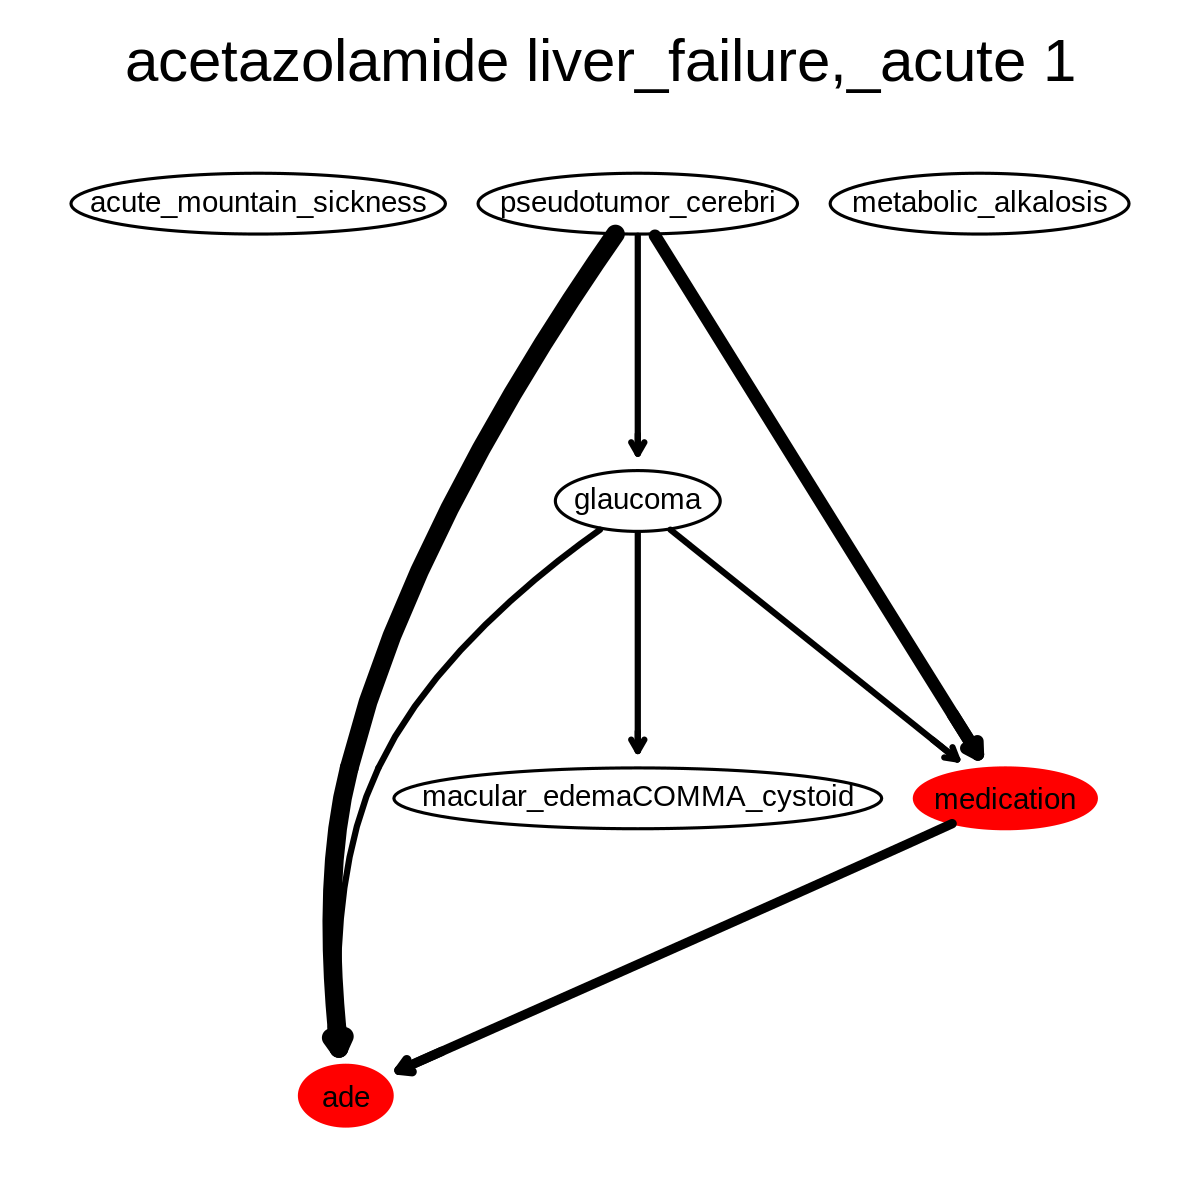 acetazolamide liver_failure,_acute 1
acute_mountain_sickness
pseudotumor_cerebri
metabolic_alkalosis
glaucoma
macular_edemaCOMMA_cystoid
medication
ade